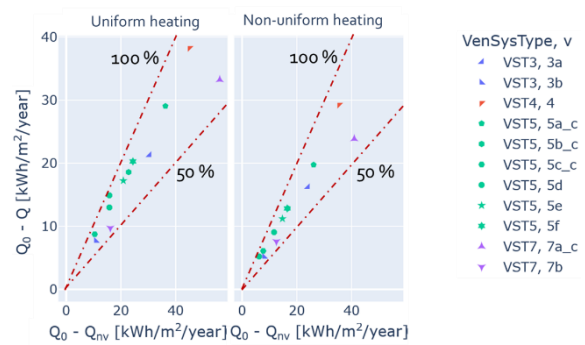 Uniform heating
Non-uniform heating
40
30
20
10
0
Q₀ - Q [kWh/m²/year]
100 %
50 %
100 %
50 %
0
20
40
0
20
40
Q₀ - Qₙᵥ [kWh/m²/year]
Q₀ - Qₙᵥ [kWh/m²/year]
VenSysType, v
VST3, 3a
VST3, 3b
VST4, 4
VST5, 5a_c
VST5, 5b_c
VST5, 5c_c
VST5, 5d
VST5, 5e
VST5, 5f
VST7, 7a_c
VST7, 7b